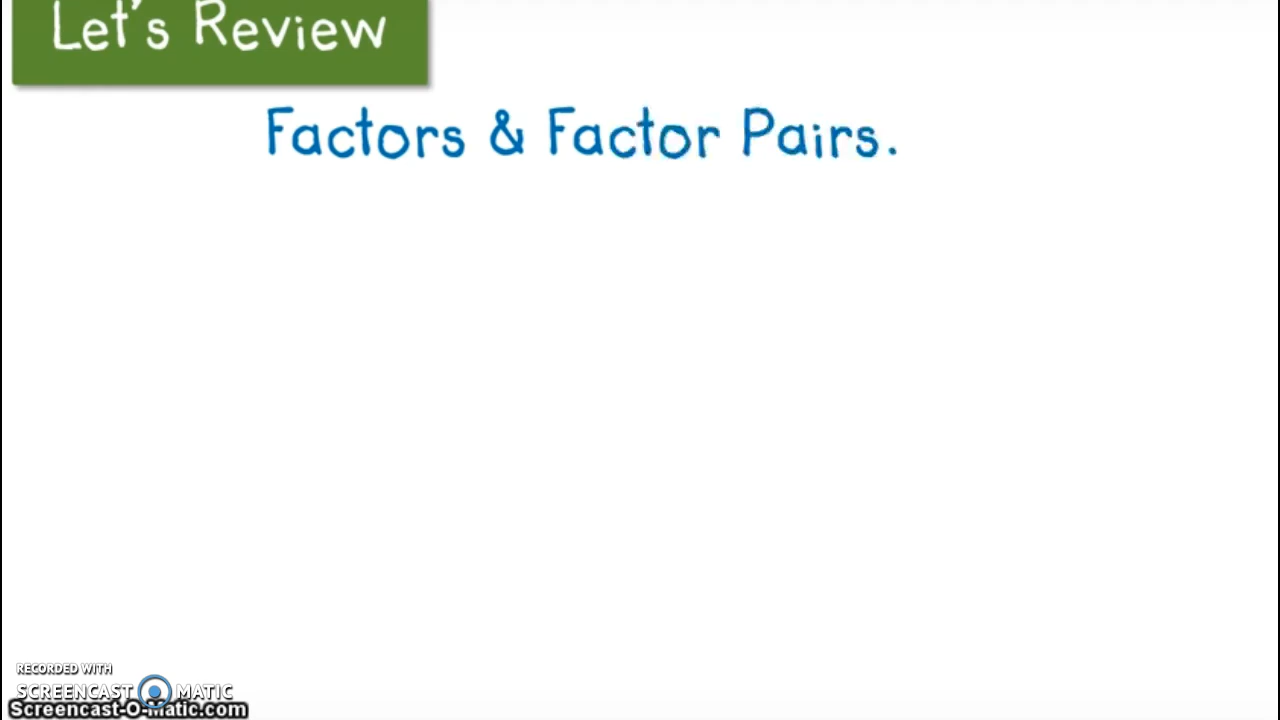 Let's Review
Factors & Factor Pairs.
RECORDED WITH
SCREENCAST MATIC
Screencast-O-Matic.com